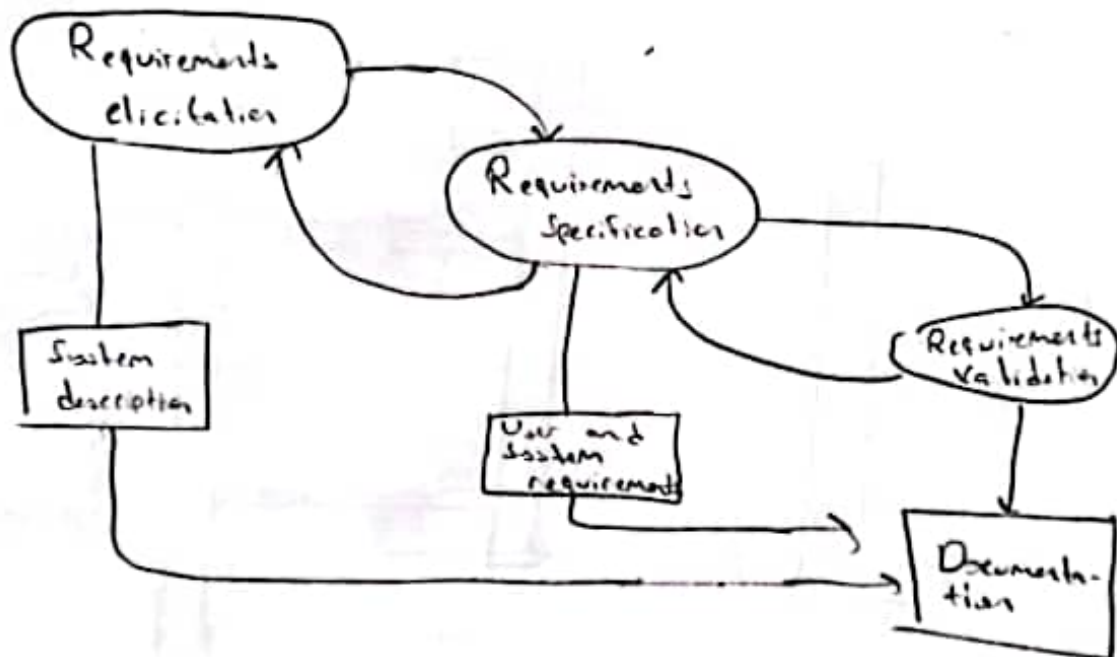 Requirements
elicitation
Requirements
specification
Requirements
validation
System
description
User and
system
requirements
Documenta-
tion